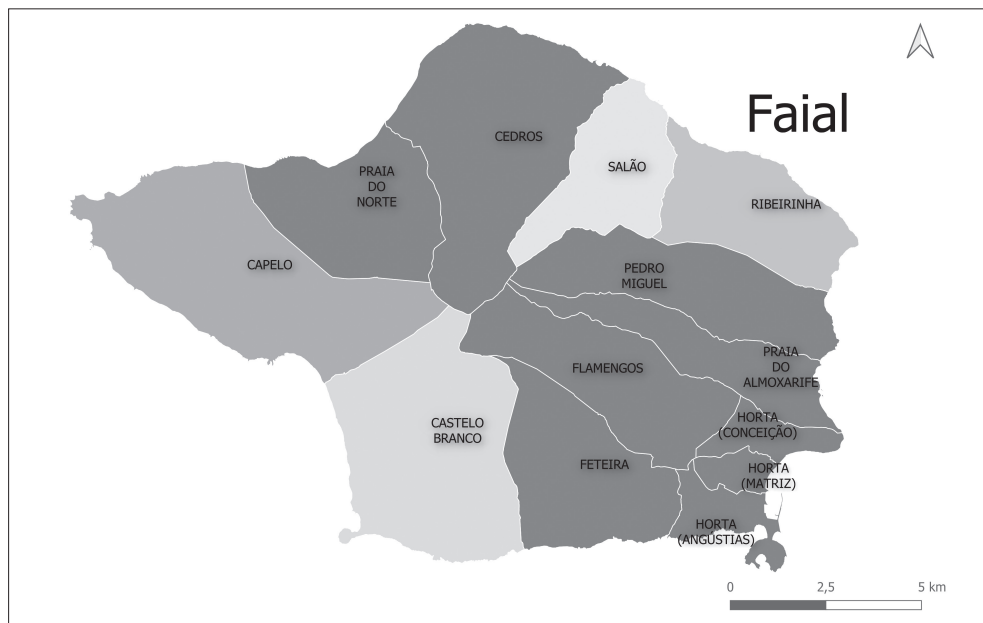 Faial
CEDROS
SALÃO
PRAIA
DO
NORTE
RIBEIRINHA
CAPELO
PEDRO
MIGUEL
FLAMENGOS
PRAIA
DO
ALMOXARIFE
CASTELO
BRANCO
HORTA
(CONCEIÇÃO)
FETEIRA
HORTA
(MATRIZ)
HORTA
(ANGÚSTIAS)
0 2,5 5 km